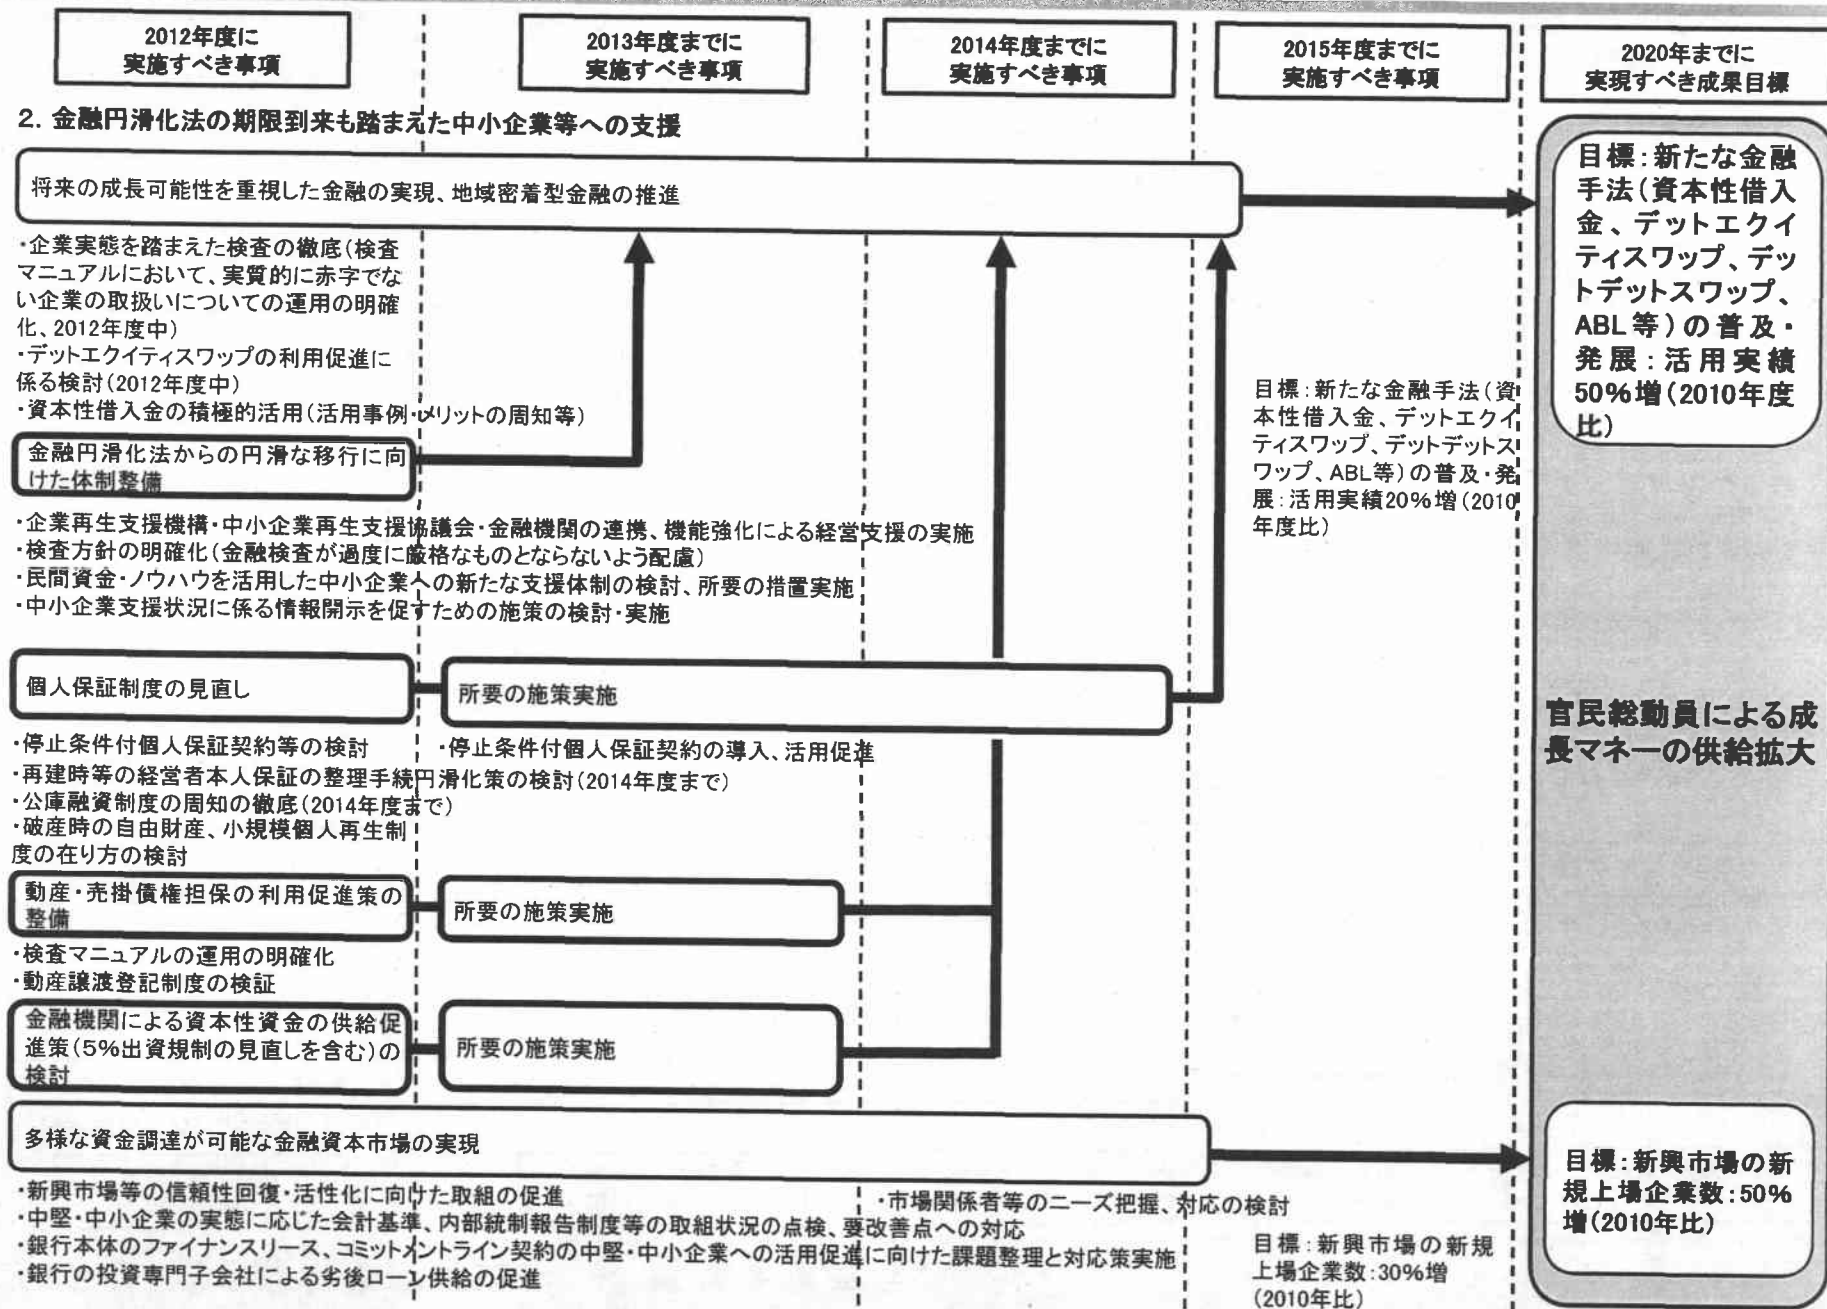 2012年度に
実施すべき事項
2013年度までに
実施すべき事項
2014年度までに
実施すべき事項
2015年度までに
実施すべき事項
2020年までに
実現すべき成果目標
2. 金融円滑化法の期限到来も踏まえた中小企業等への支援
将来の成長可能性を重視した金融の実現、地域密着型金融の推進
・企業実態を踏まえた検査の徹底(検査
マニュアルにおいて、実質的に赤字でな
い企業の取扱いについての運用の明確
化、2012年度中)
・デットエクイティスワップの利用促進に
係る検討(2012年度中)
・資本性借入金の積極的活用(活用事例・メリットの周知等)
金融円滑化法からの円滑な移行に向
けた体制整備
・企業再生支援機構・中小企業再生支援協議会・金融機関の連携、機能強化による経営支援の実施
・検査方針の明確化(金融検査が過度に厳格なものとならないよう配慮)
・民間資金・ノウハウを活用した中小企業への新たな支援体制の検討、所要の措置実施
・中小企業支援状況に係る情報開示を促すための施策の検討・実施
個人保証制度の見直し
所要の施策実施
・停止条件付個人保証契約等の検討
・停止条件付個人保証契約の導入、活用促進
・再建時等の経営者本人保証の整理手続円滑化策の検討(2014年度まで)
・公庫融資制度の周知の徹底(2014年度まで)
・破産時の自由財産、小規模個人再生制
度の在り方の検討
動産・売掛債権担保の利用促進策の
整備
所要の施策実施
・検査マニュアルの運用の明確化
・動産譲渡登記制度の検証
金融機関による資本性資金の供給促
進策(5%出資規制の見直しを含む)の
検討
所要の施策実施
多様な資金調達が可能な金融資本市場の実現
・新興市場等の信頼性回復・活性化に向けた取組の促進
・市場関係者等のニーズ把握、対応の検討
・中堅・中小企業の実態に応じた会計基準、内部統制報告制度等の取組状況の点検、要改善点への対応
・銀行本体のファイナンスリース、コミットメントライン契約の中堅・中小企業への活用促進に向けた課題整理と対応策実施
・銀行の投資専門子会社による劣後ローン供給の促進
目標:新たな金融手法(資
本性借入金、デットエクイ
ティスワップ、デットデットス
ワップ、ABL等)の普及・発
展:活用実績20%増(2010
年度比)
目標:新興市場の新規
上場企業数:30%増
(2010年比)
目標:新たな金融
手法(資本性借入
金、デットエクイ
ティスワップ、デッ
トデットスワップ、
ABL等)の普及・
発展:活用実績
50%増(2010年度
比)
官民総動員による成
長マネーの供給拡大
目標:新興市場の新
規上場企業数:50%
増(2010年比)